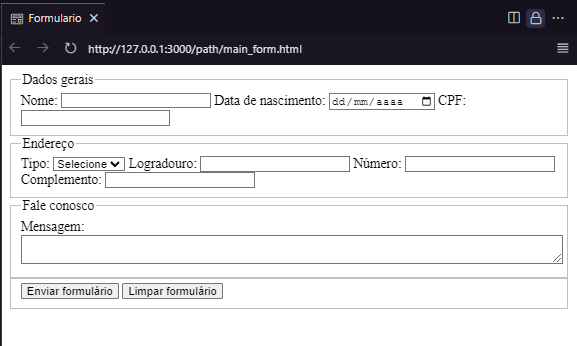 Formulario
http://127.0.0.1:3000/path/main_form.html
Dados gerais
Nome: Data de nascimento: dd/mm/aaaa CPF:
Endereço
Tipo: Selecione Logradouro: Número:
Complemento:
Fale conosco
Mensagem:
Enviar formulário Limpar formulário